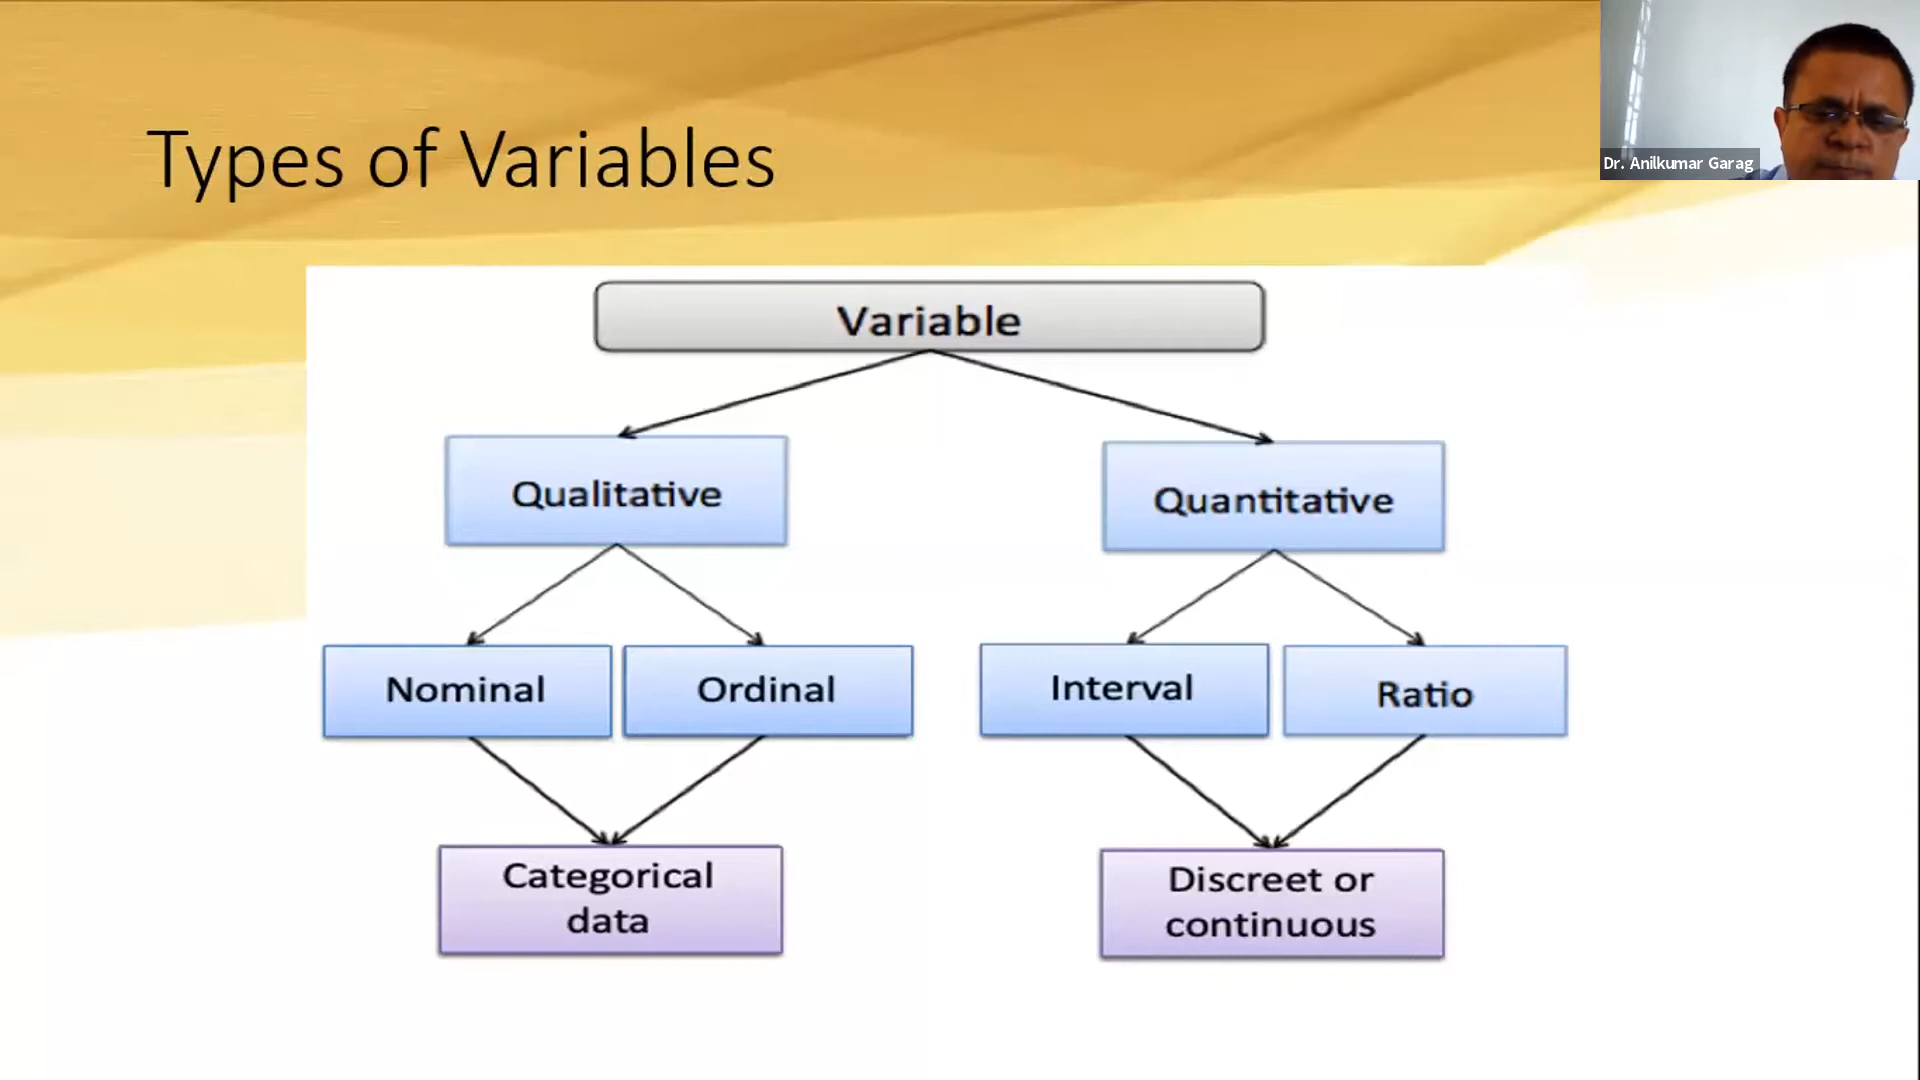 Types of Variables
Dr. Anilkumar Garag
Variable
Qualitative
Quantitative
Nominal
Ordinal
Interval
Ratio
Categorical
data
Discreet or
continuous